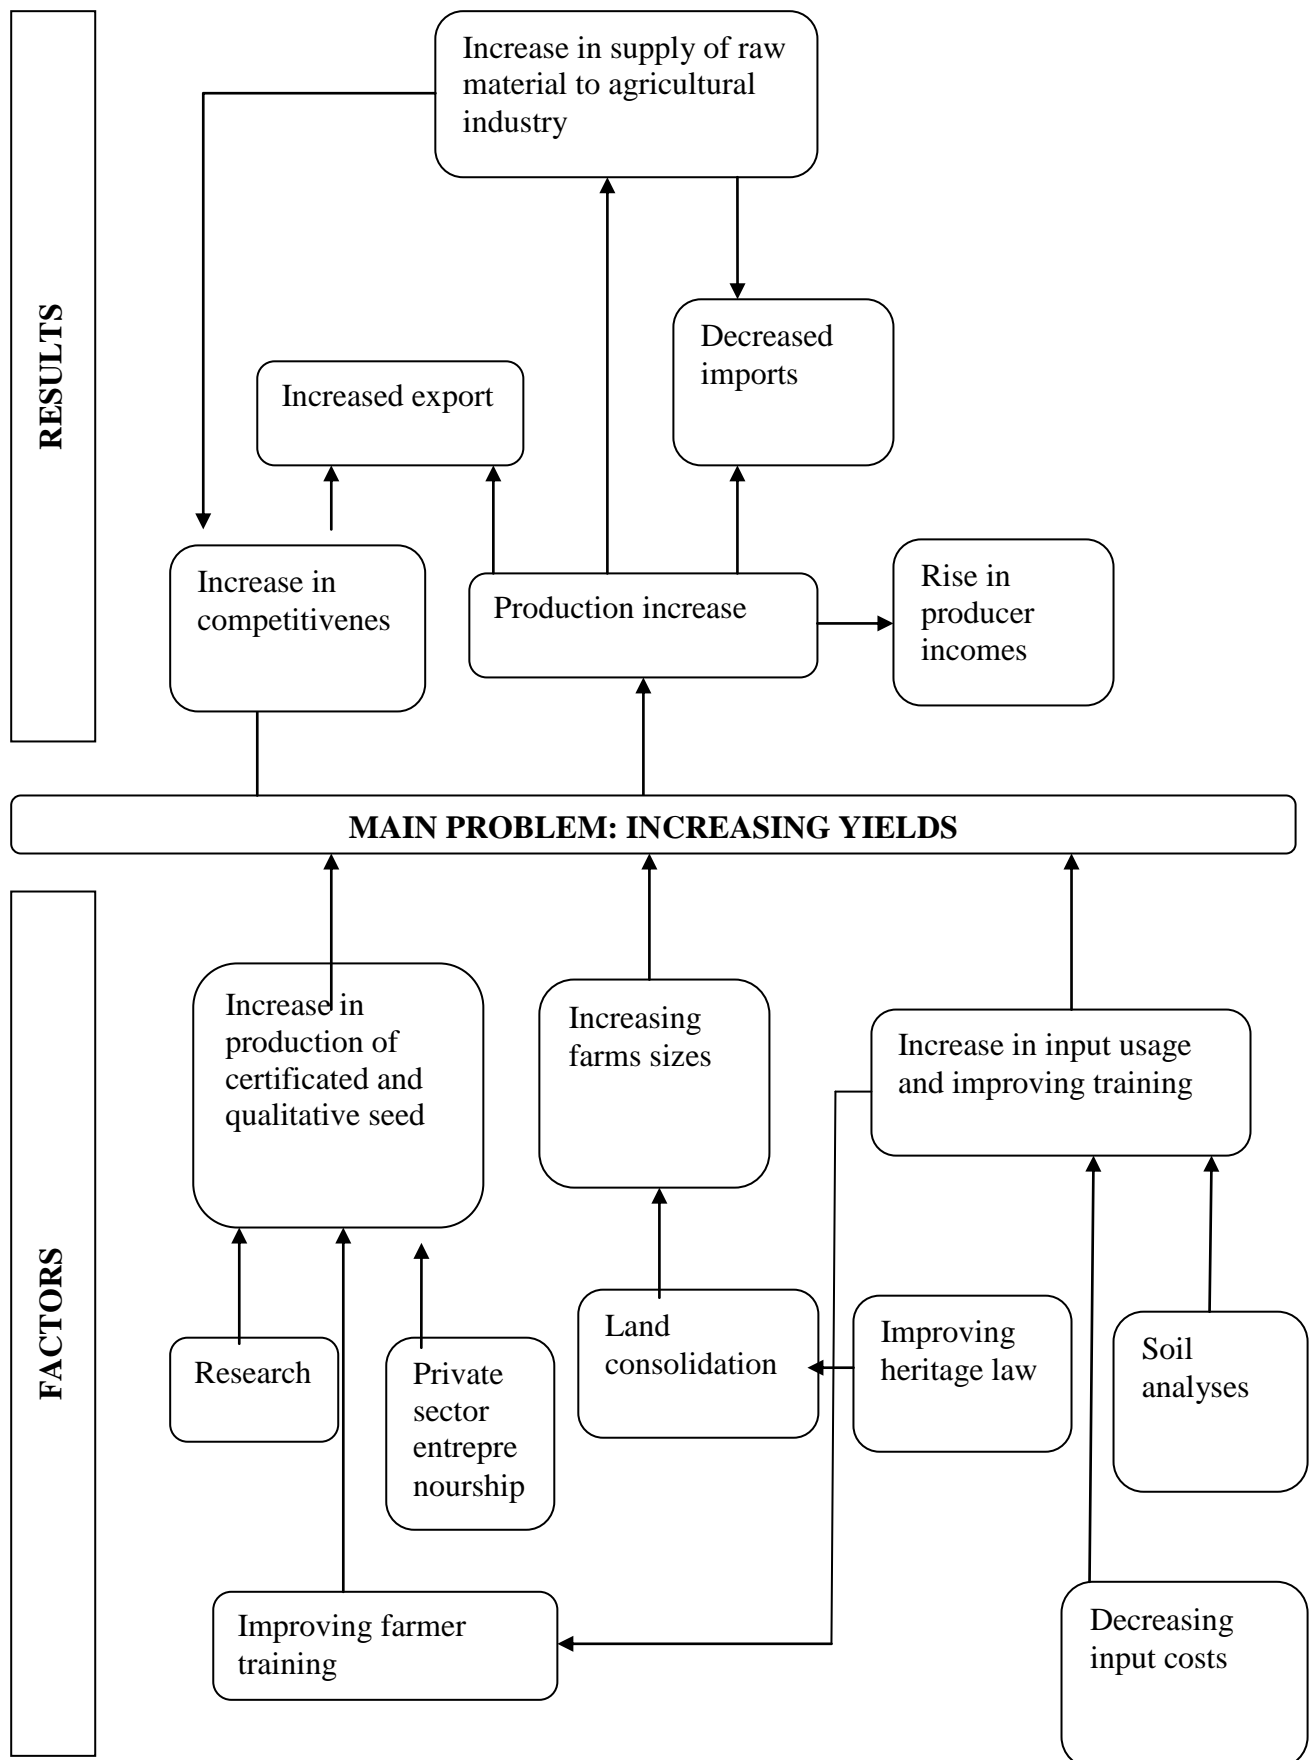 RESULTS
Increase in supply of raw
material to agricultural
industry
Decreased
imports
Increased export
Increase in
competitivenes
Production increase
Rise in
producer
incomes
MAIN PROBLEM: INCREASING YIELDS
FACTORS
Increase in
production of
certificated and
qualitative seed
Increasing
farms sizes
Increase in input usage
and improving training
Research
Private
sector
entrepre
nourship
Land
consolidation
Improving
heritage law
Soil
analyses
Improving farmer
training
Decreasing
input costs